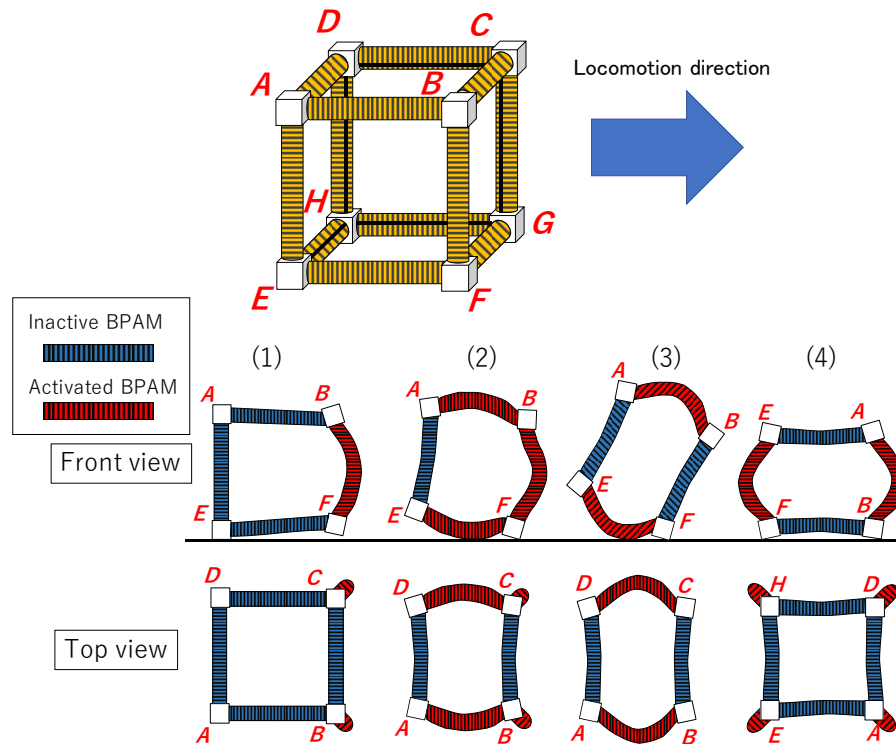 D
C
A
B
Locomotion direction
H
G
E
F
Inactive BPAM
Activated BPAM
(1)
(2)
(3)
(4)
A
B
A
B
A
B
E
A
Front view
E
F
E
F
E
F
F
B
D
C
D
C
D
C
H
D
Top view
A
B
A
B
A
B
E
A